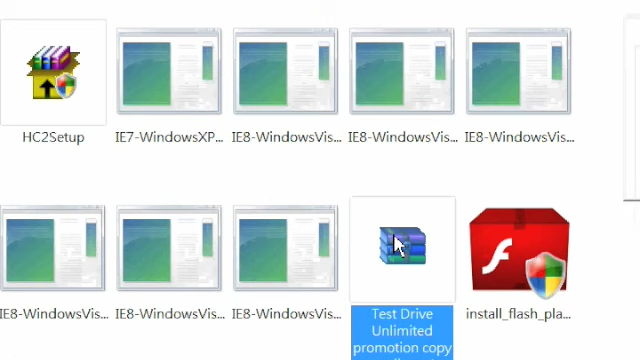 HC2Setup
IE7-WindowsXP...
IE8-WindowsVis...
IE8-WindowsVis...
IE8-WindowsVis...
IE8-WindowsVis...
IE8-WindowsVis...
IE8-WindowsVis...
Test Drive
Unlimited
promotion copy
install_flash_pla...